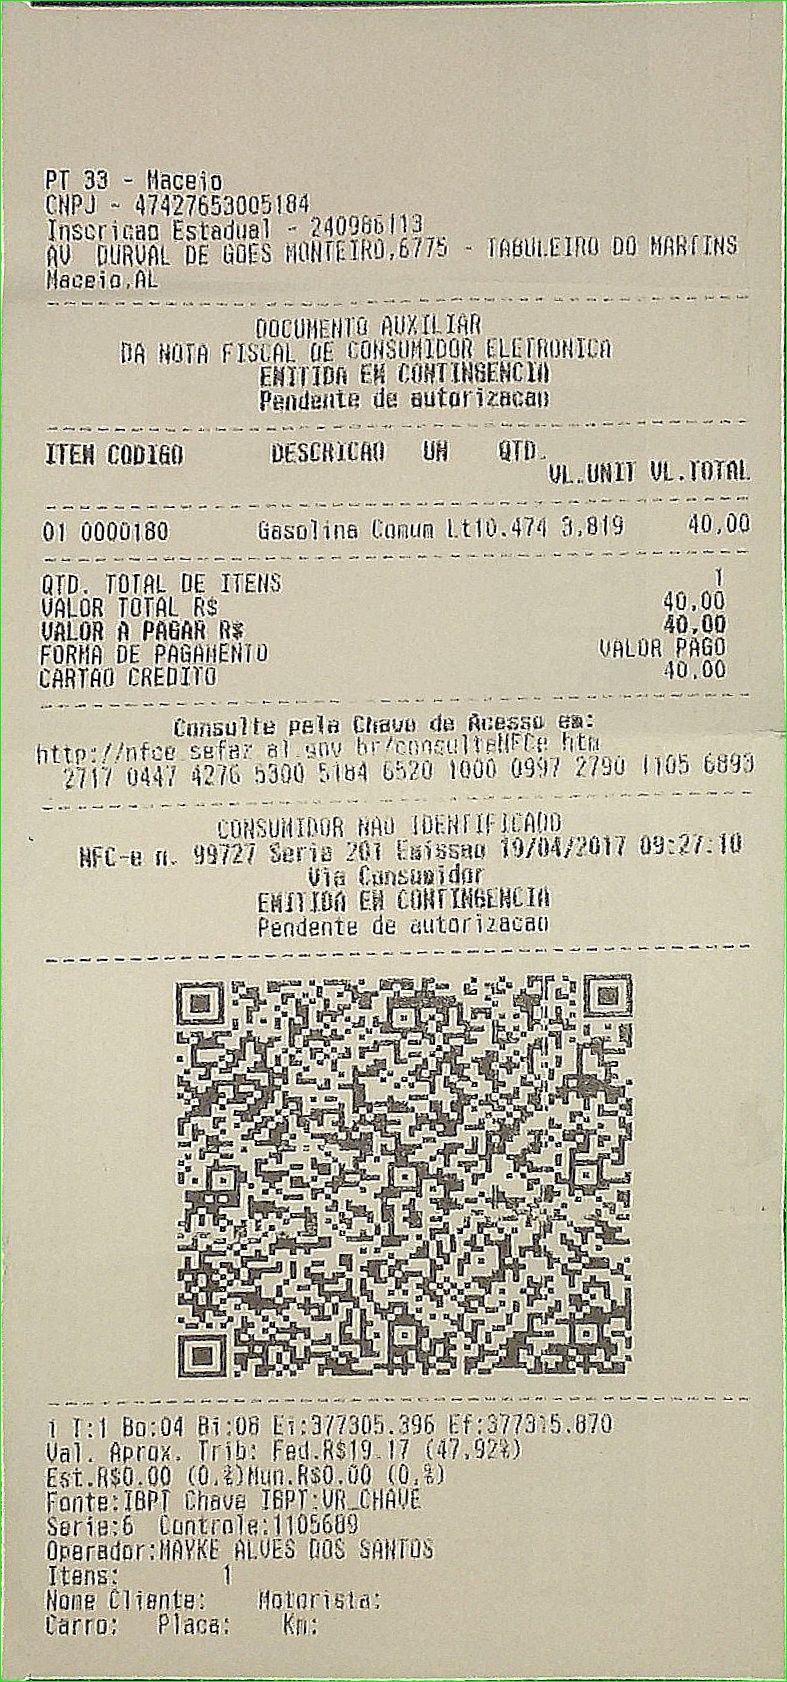 PT 33 - Maceio
CNPJ - 47427653005184
Inscricao Estadual - 240986113
AV DURVAL DE GOES MONTEIRO,6775 - TABULEIRO DO MARTINS
Maceio,AL
DOCUMENTO AUXILIAR
DA NOTA FISCAL DE CONSUMIDOR ELETRONICA
EMITIDA EM CONTINGENCIA
Pendente de autorizacao
ITEM CODIGO DESCRICAO UN QTD.
VL.UNIT VL.TOTAL
01 0000180 Gasolina Comum Lt10.474 3,819 40,00
QTD. TOTAL DE ITENS 1
VALOR TOTAL R$ 40,00
VALOR A PAGAR R$ 40,00
FORMA DE PAGAMENTO VALOR PAGO
CARTAO CREDITO 40,00
Consulte pela Chave de Acesso em:
http://nfce.sefaz.al.gov.br/consulteNFCe.htm
2717 0447 4276 5300 5184 6520 1000 0997 2790 1105 6893
CONSUMIDOR NAO IDENTIFICADO
NFC-e n. 99727 Serie 201 Emissao 19/04/2017 09:27:10
Via Consumidor
EMITIDA EM CONTINGENCIA
Pendente de autorizacao
1 T:1 Bo:04 Bi:08 Ei:377305.396 Ef:377315.870
Val. Aprox. Trib: Fed.R$19.17 (47,92%)
Est.R$0.00 (0,%)Mun.R$0.00 (0,%)
Fonte:IBPT Chave IBPT:VR_CHAVE
Serie:6 Controle:1105689
Operador:MAYKE ALVES DOS SANTOS
Itens: 1
Nome Cliente: Motorista:
Carro: Placa: Km: